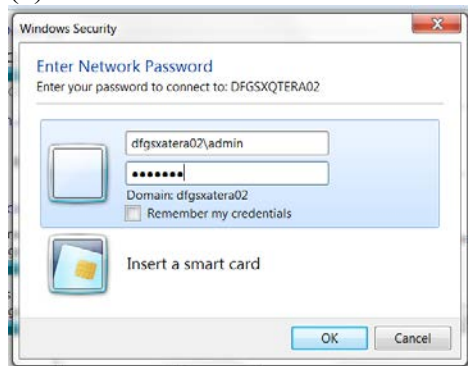 Windows Security
X
Enter Network Password
Enter your password to connect to: DFGSXQTERA02
dfgsxatera02\admin
●●●●●●●
Domain: dfgsxatera02
Remember my credentials
Insert a smart card
OK Cancel